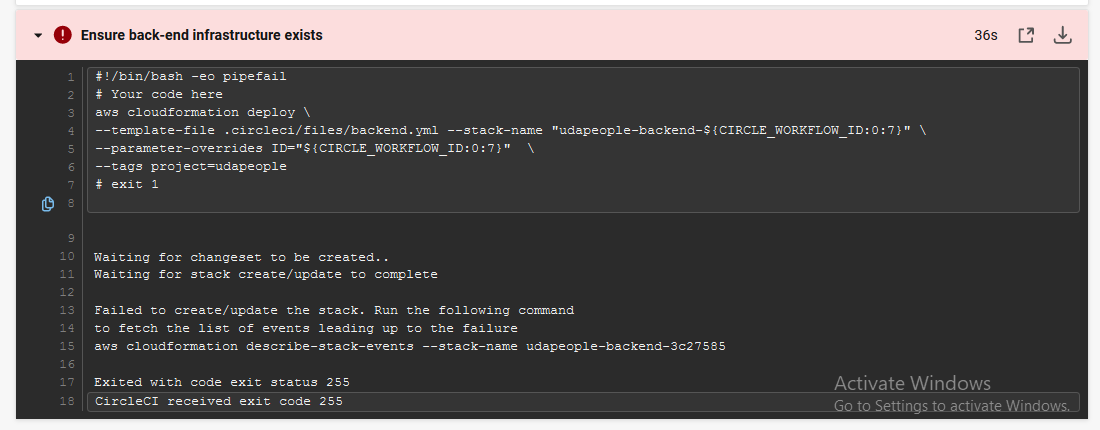 Ensure back-end infrastructure exists 36s
1 #!/bin/bash -eo pipefail
2 # Your code here
3 aws cloudformation deploy \
4 --template-file .circleci/files/backend.yml --stack-name "udapeople-backend-${CIRCLE_WORKFLOW_ID:0:7}" \
5 --parameter-overrides ID="${CIRCLE_WORKFLOW_ID:0:7}"  \
6 --tags project=udapeople
7 # exit 1
8
9
10 Waiting for changeset to be created..
11 Waiting for stack create/update to complete
12
13 Failed to create/update the stack. Run the following command
14 to fetch the list of events leading up to the failure
15 aws cloudformation describe-stack-events --stack-name udapeople-backend-3c27585
16
17 Exited with code exit status 255
18 CircleCI received exit code 255
Activate Windows
Go to Settings to activate Windows.